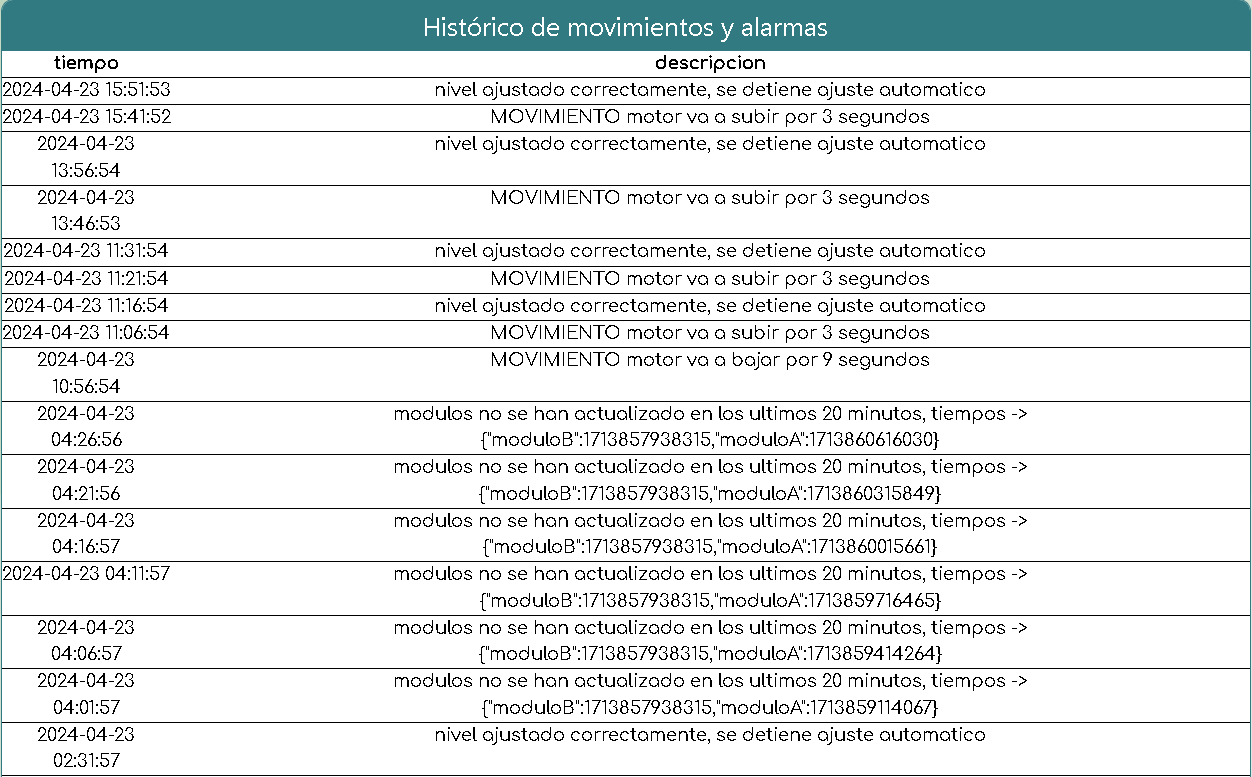 Histórico de movimientos y alarmas
tiempo descripcion
2024-04-23 15:51:53 nivel ajustado correctamente, se detiene ajuste automatico
2024-04-23 15:41:52 MOVIMIENTO motor va a subir por 3 segundos
2024-04-23 nivel ajustado correctamente, se detiene ajuste automatico
13:56:54
2024-04-23 MOVIMIENTO motor va a subir por 3 segundos
13:46:53
2024-04-23 11:31:54 nivel ajustado correctamente, se detiene ajuste automatico
2024-04-23 11:21:54 MOVIMIENTO motor va a subir por 3 segundos
2024-04-23 11:16:54 nivel ajustado correctamente, se detiene ajuste automatico
2024-04-23 11:06:54 MOVIMIENTO motor va a subir por 3 segundos
2024-04-23 MOVIMIENTO motor va a bajar por 9 segundos
10:56:54
2024-04-23 modulos no se han actualizado en los ultimos 20 minutos, tiempos ->
04:26:56 {"moduloB":1713857938315,"moduloA":1713860616030}
2024-04-23 modulos no se han actualizado en los ultimos 20 minutos, tiempos ->
04:21:56 {"moduloB":1713857938315,"moduloA":1713860315849}
2024-04-23 modulos no se han actualizado en los ultimos 20 minutos, tiempos ->
04:16:57 {"moduloB":1713857938315,"moduloA":1713860015661}
2024-04-23 04:11:57 modulos no se han actualizado en los ultimos 20 minutos, tiempos ->
{"moduloB":1713857938315,"moduloA":1713859716465}
2024-04-23 modulos no se han actualizado en los ultimos 20 minutos, tiempos ->
04:06:57 {"moduloB":1713857938315,"moduloA":1713859414264}
2024-04-23 modulos no se han actualizado en los ultimos 20 minutos, tiempos ->
04:01:57 {"moduloB":1713857938315,"moduloA":1713859114067}
2024-04-23 nivel ajustado correctamente, se detiene ajuste automatico
02:31:57